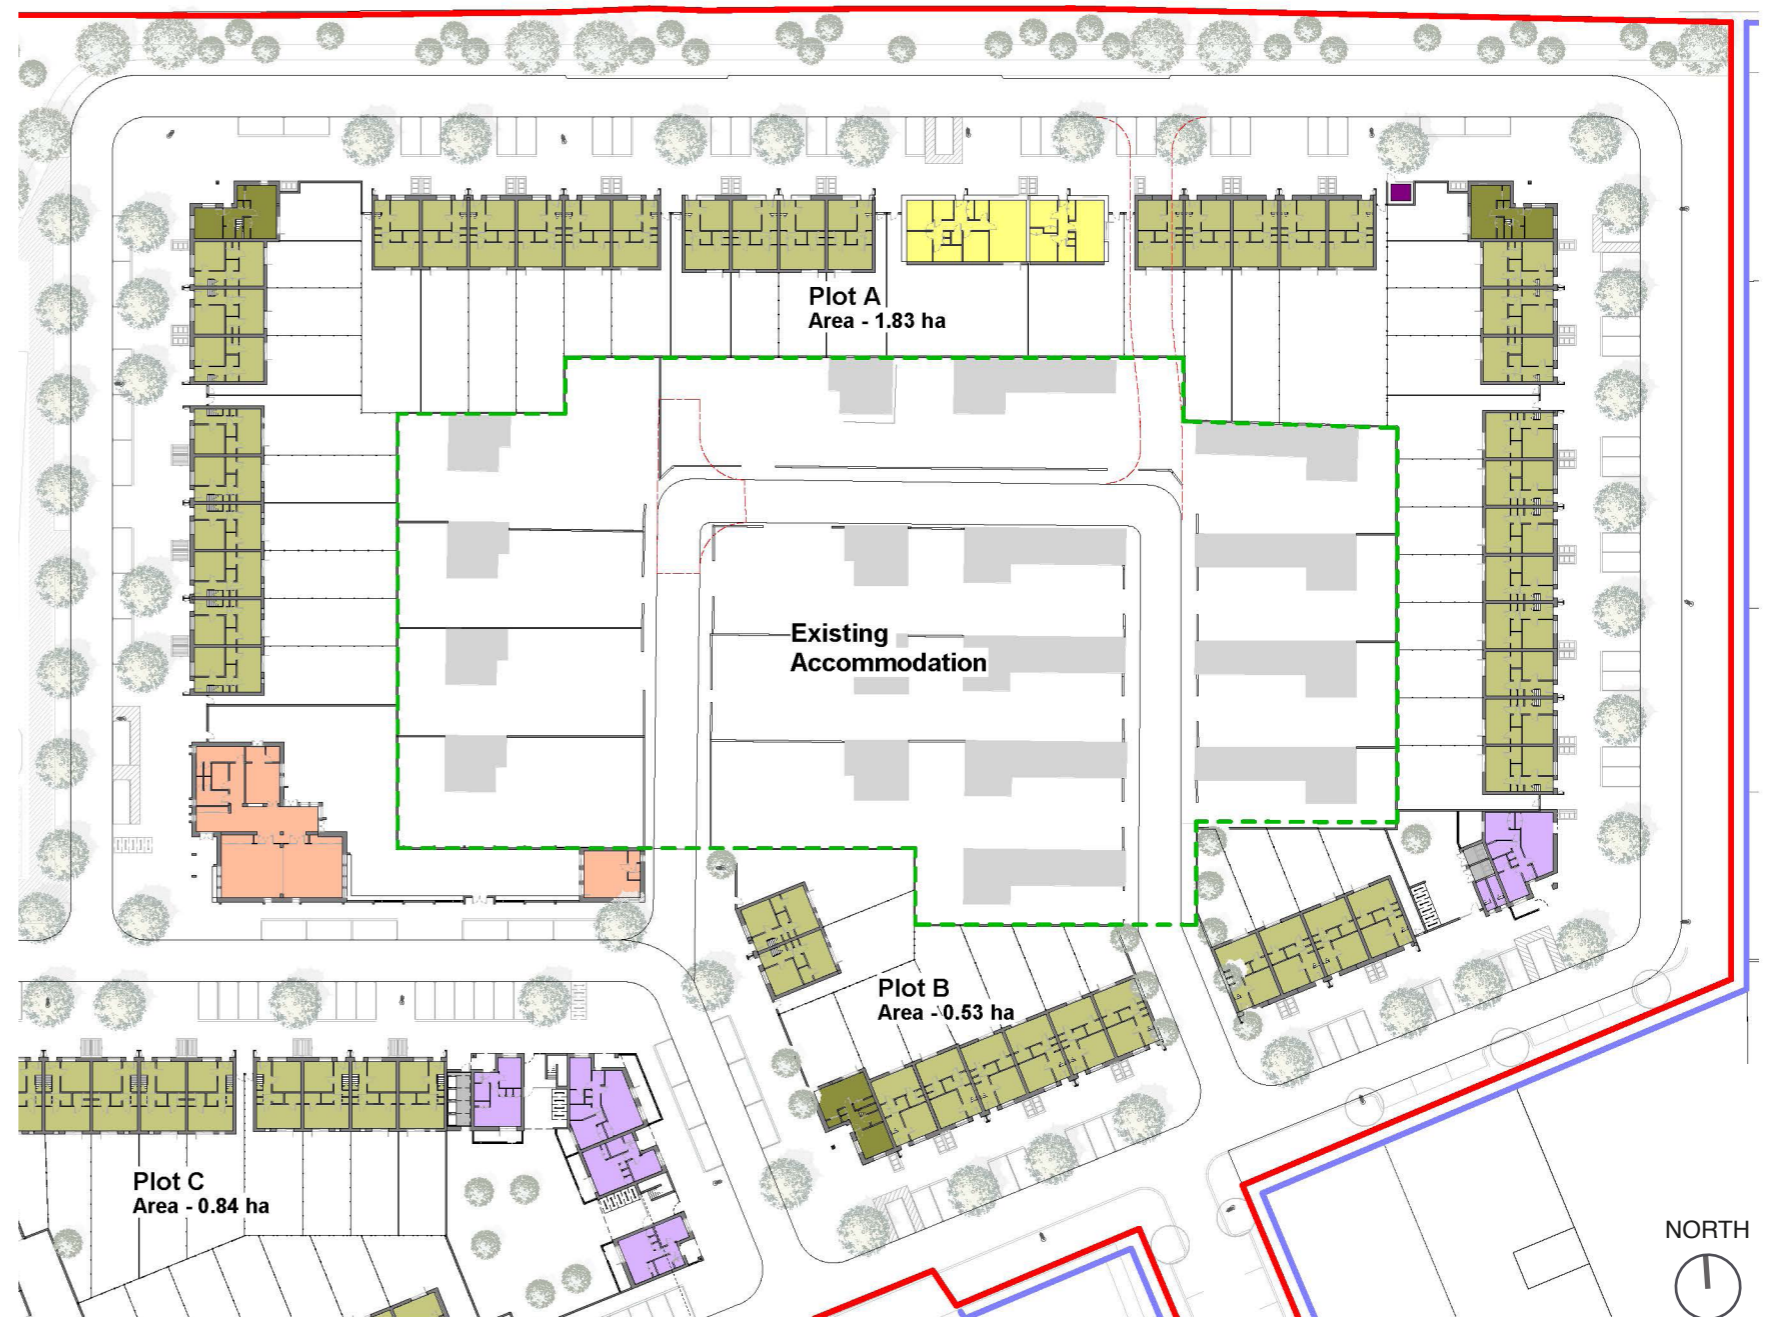 Plot A
Area - 1.83 ha
Existing
Accommodation
Plot B
Area - 0.53 ha
Plot C
Area - 0.84 ha
NORTH